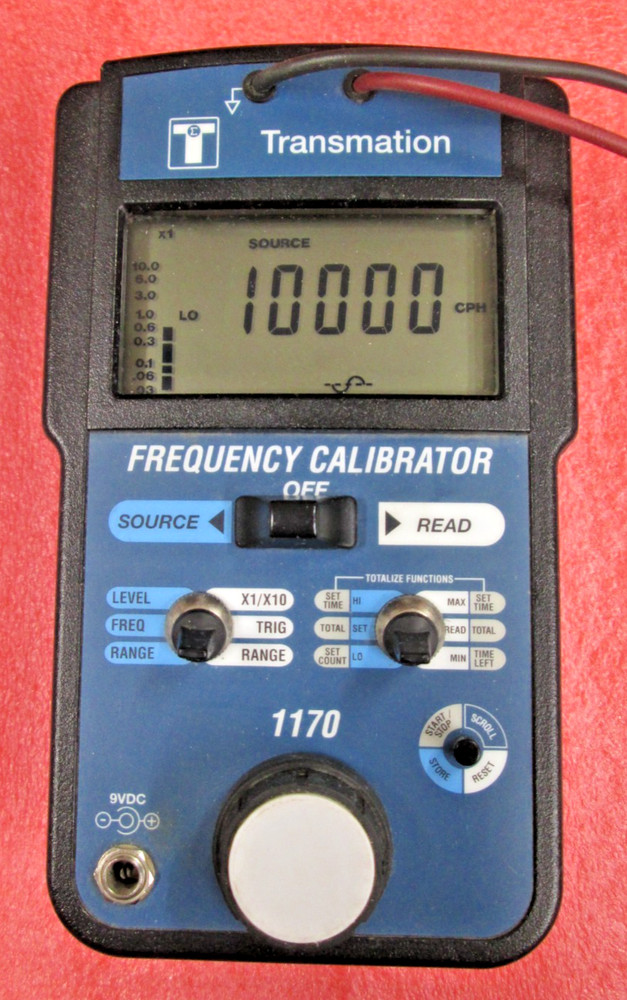 T
Σ
Transmation
X1
SOURCE
10.0
6.0
3.0
1.0
0.6
0.3
0.1
.06
.03
LO
10000
CPH
FREQUENCY CALIBRATOR
OFF
SOURCE
READ
TOTALIZE FUNCTIONS
LEVEL
X1/X10
FREQ
TRIG
RANGE
RANGE
SET TIME
HI
MAX
SET TIME
TOTAL
SET
READ
TOTAL
SET COUNT
LO
MIN
TIME LEFT
1170
START/
STOP
SCROLL
STORE
RESET
9VDC